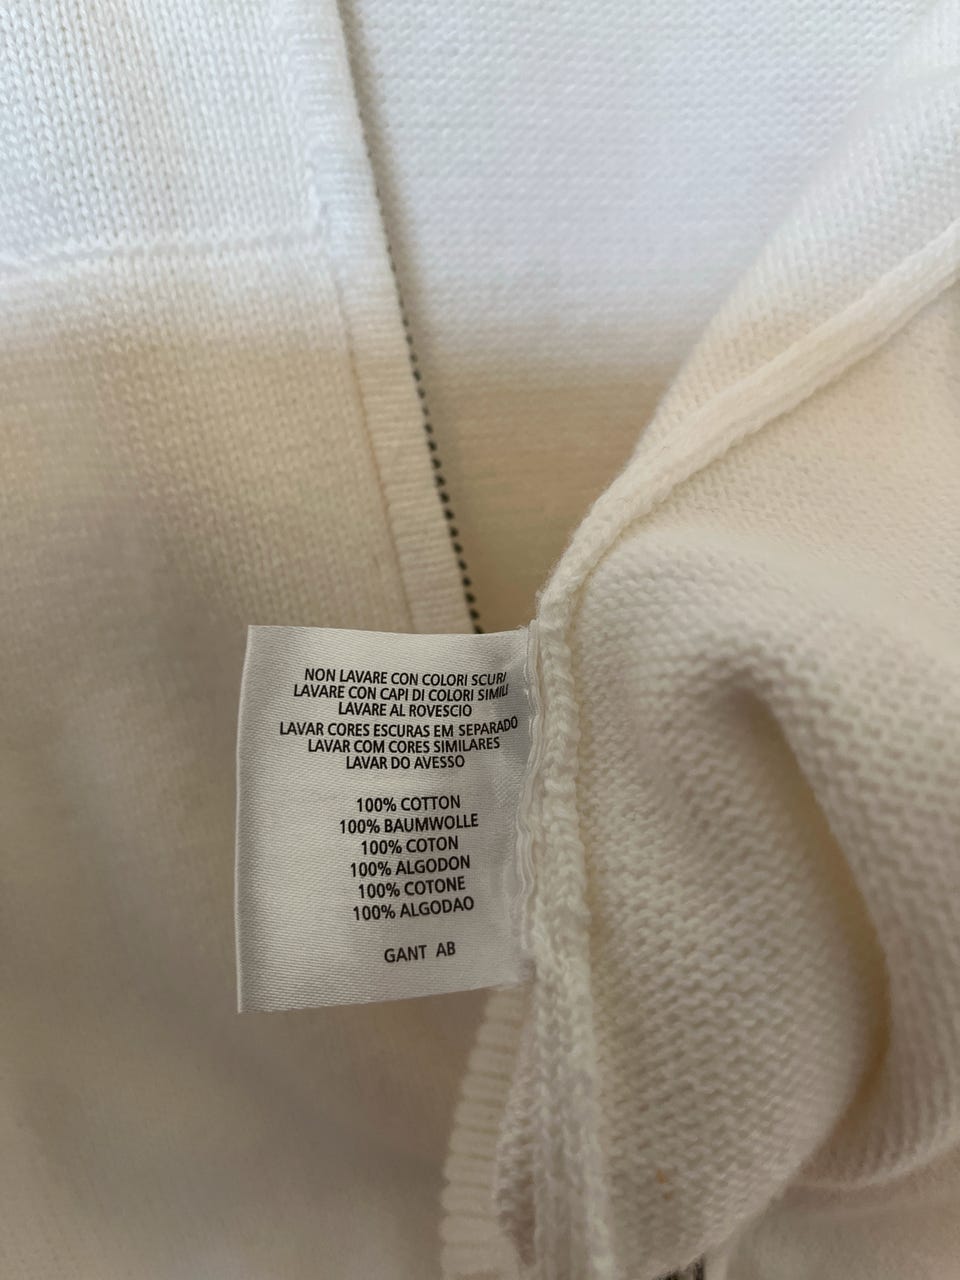 NON LAVARE CON COLORI SCURI
LAVARE CON CAPI DI COLORI SIMILI
LAVARE AL ROVESCIO
LAVAR CORES ESCURAS EM SEPARADO
LAVAR COM CORES SIMILARES
LAVAR DO AVESSO
100% COTTON
100% BAUMWOLLE
100% COTON
100% ALGODON
100% COTONE
100% ALGODAO
GANT AB